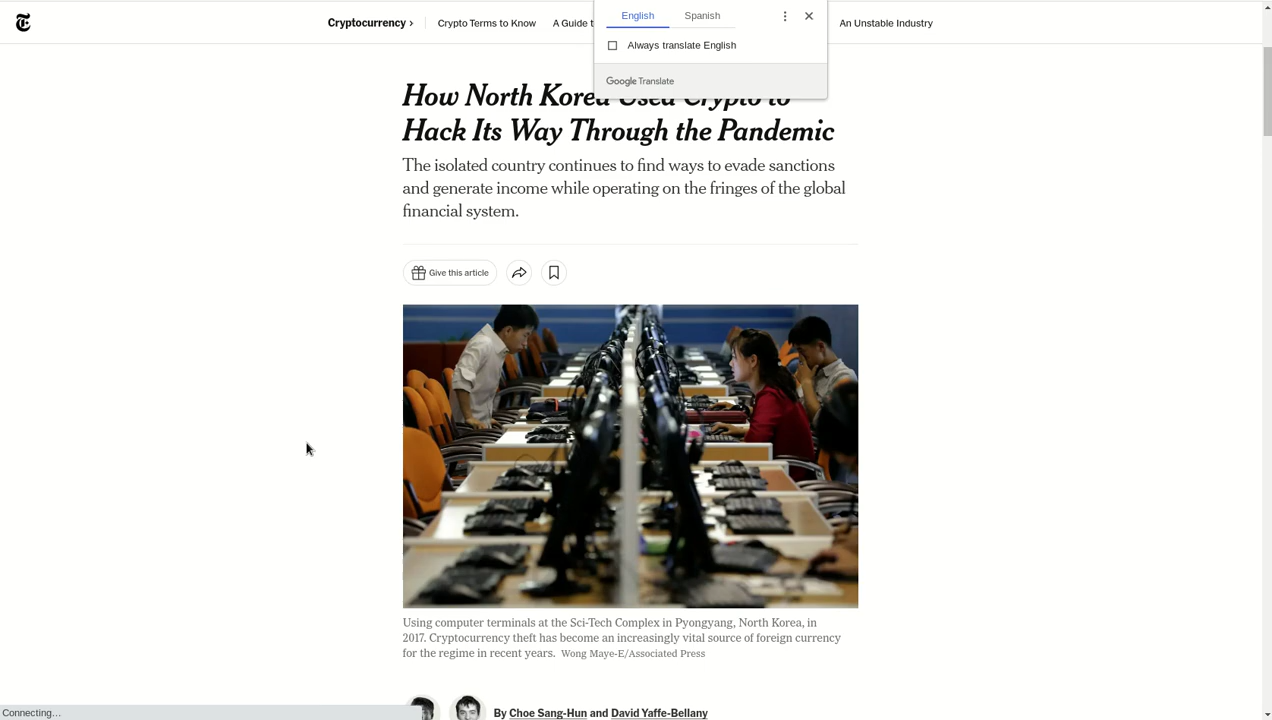 Cryptocurrency
Crypto Terms to Know
A Guide t
An Unstable Industry
English
Spanish
Always translate English
Google Translate
How North Korea Used Crypto to
Hack Its Way Through the Pandemic
The isolated country continues to find ways to evade sanctions
and generate income while operating on the fringes of the global
financial system.
Give this article
Using computer terminals at the Sci-Tech Complex in Pyongyang, North Korea, in
2017. Cryptocurrency theft has become an increasingly vital source of foreign currency
for the regime in recent years. Wong Maye-E/Associated Press
By Choe Sang-Hun and David Yaffe-Bellany
Connecting…